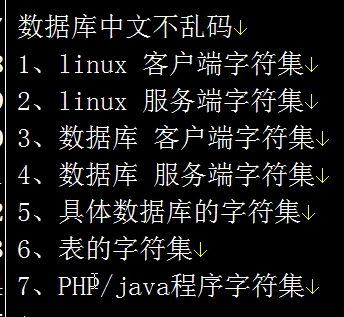 数据库中文不乱码↓
1、linux 客户端字符集↓
2、linux 服务端字符集↓
3、数据库 客户端字符集↓
4、数据库 服务端字符集↓
5、具体数据库的字符集↓
6、表的字符集↓
7、PHP/java程序字符集↓